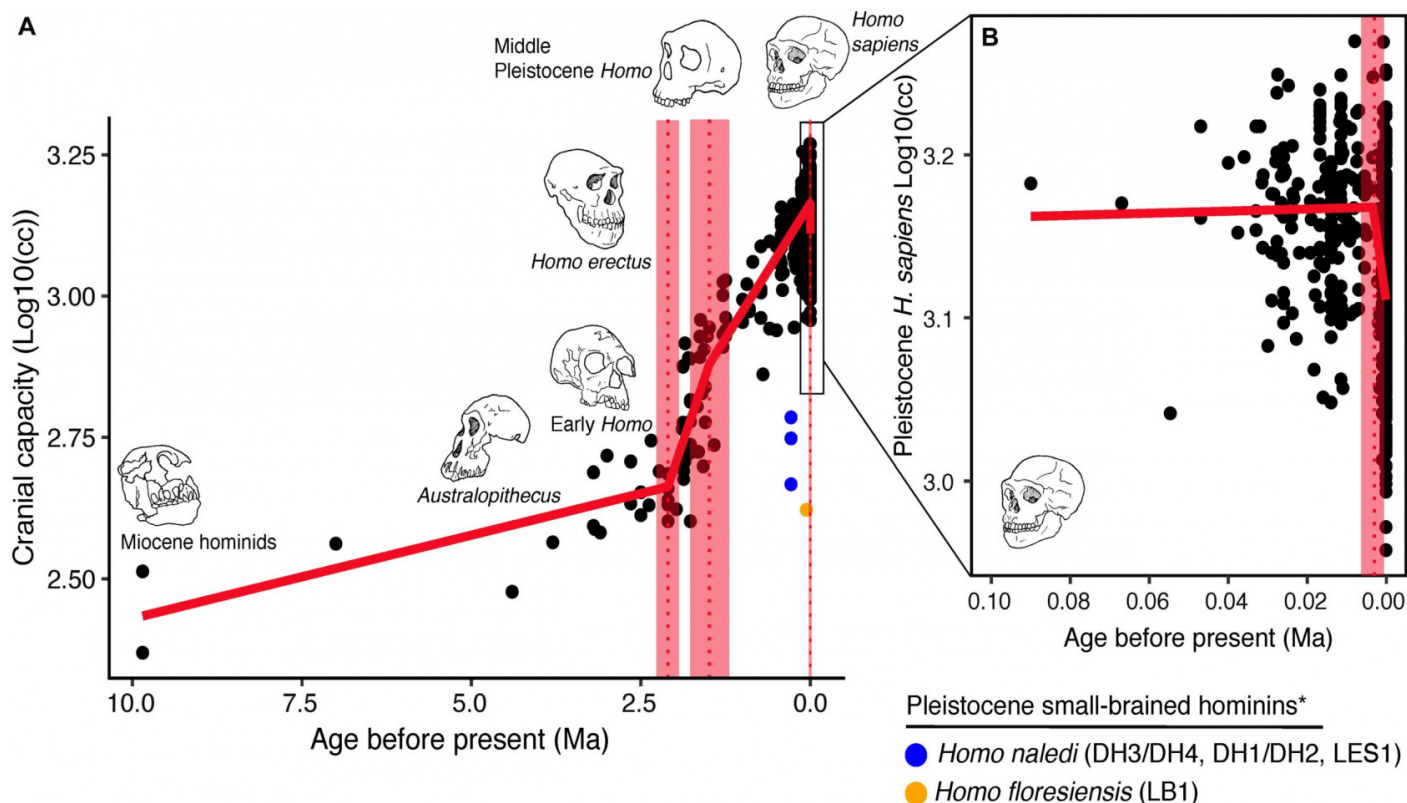 A
Middle
Pleistocene Homo
Homo
sapiens
Homo erectus
Early Homo
Australopithecus
Miocene hominids
Cranial capacity (Log10(cc))
3.25
3.00
2.75
2.50
10.0
7.5
5.0
2.5
0.0
Age before present (Ma)
B
Pleistocene H. sapiens Log10(cc)
3.2
3.1
3.0
0.10
0.08
0.06
0.04
0.02
0.00
Age before present (Ma)
Pleistocene small-brained hominins*
Homo naledi (DH3/DH4, DH1/DH2, LES1)
Homo floresiensis (LB1)